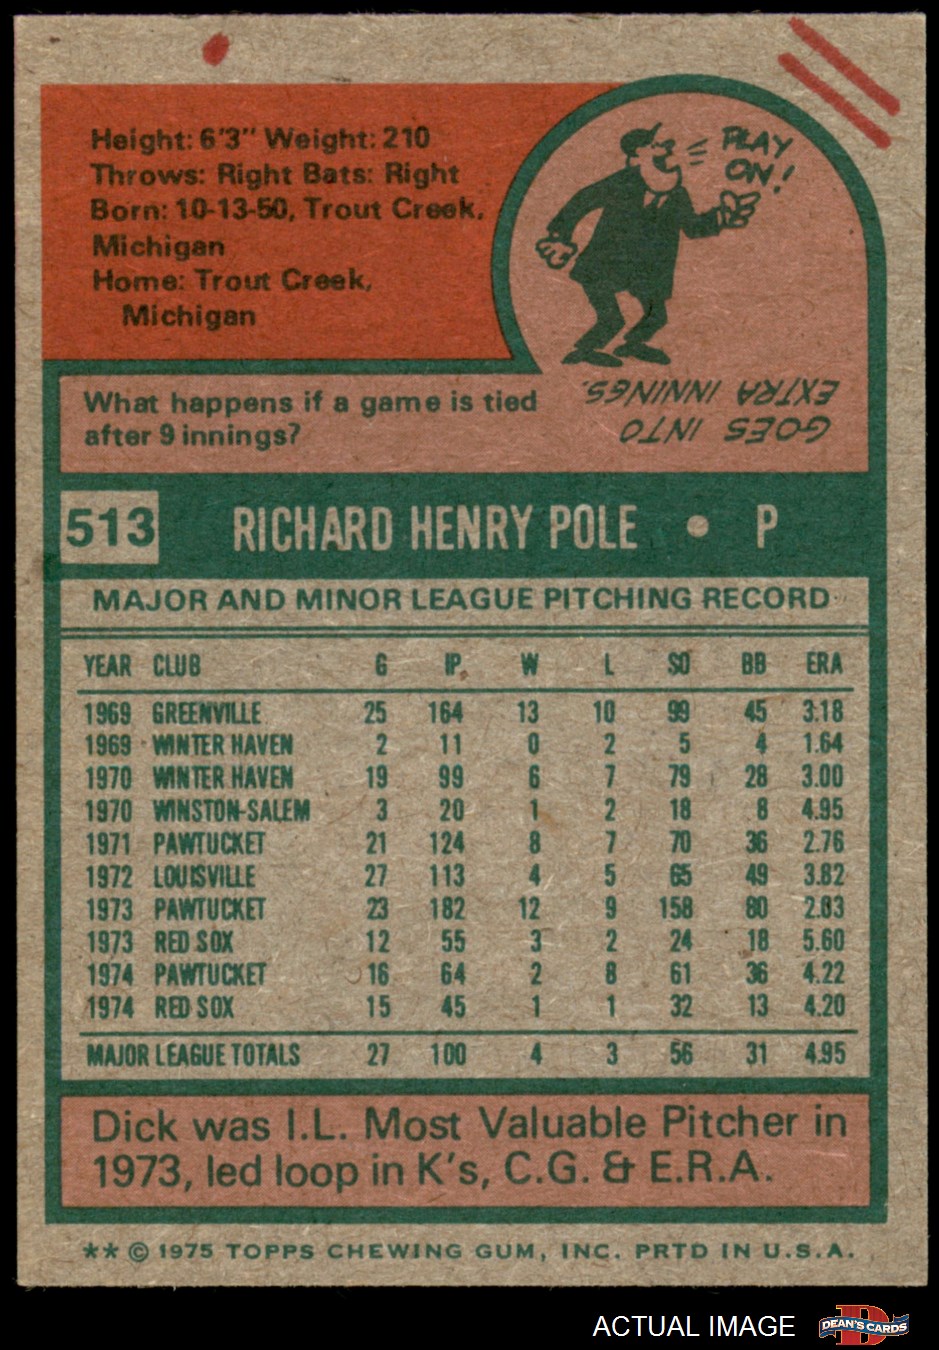 Height: 6'3" Weight: 210
Throws: Right Bats: Right
Born: 10-13-50, Trout Creek,
Michigan
Home: Trout Creek,
Michigan
PLAY
ON!
What happens if a game is tied
after 9 innings?
GOES INTO
EXTRA INNINGS.
513 RICHARD HENRY POLE • P
MAJOR AND MINOR LEAGUE PITCHING RECORD
YEAR CLUB G IP W L SO BB ERA
1969 GREENVILLE 25 164 13 10 99 45 3.18
1969 WINTER HAVEN 2 11 0 2 5 4 1.64
1970 WINTER HAVEN 19 99 6 7 79 28 3.00
1970 WINSTON-SALEM 3 20 1 2 18 8 4.95
1971 PAWTUCKET 21 124 8 7 70 36 2.76
1972 LOUISVILLE 27 113 4 5 65 49 3.82
1973 PAWTUCKET 23 182 12 9 158 80 2.03
1973 RED SOX 12 55 3 2 24 18 5.60
1974 PAWTUCKET 16 64 2 8 61 36 4.22
1974 RED SOX 15 45 1 1 32 13 4.20
MAJOR LEAGUE TOTALS 27 100 4 3 56 31 4.95
Dick was I.L. Most Valuable Pitcher in
1973, led loop in K's, C.G. & E.R.A.
** © 1975 TOPPS CHEWING GUM, INC. PRTD IN U.S.A.
ACTUAL IMAGE
DEAN'S CARDS